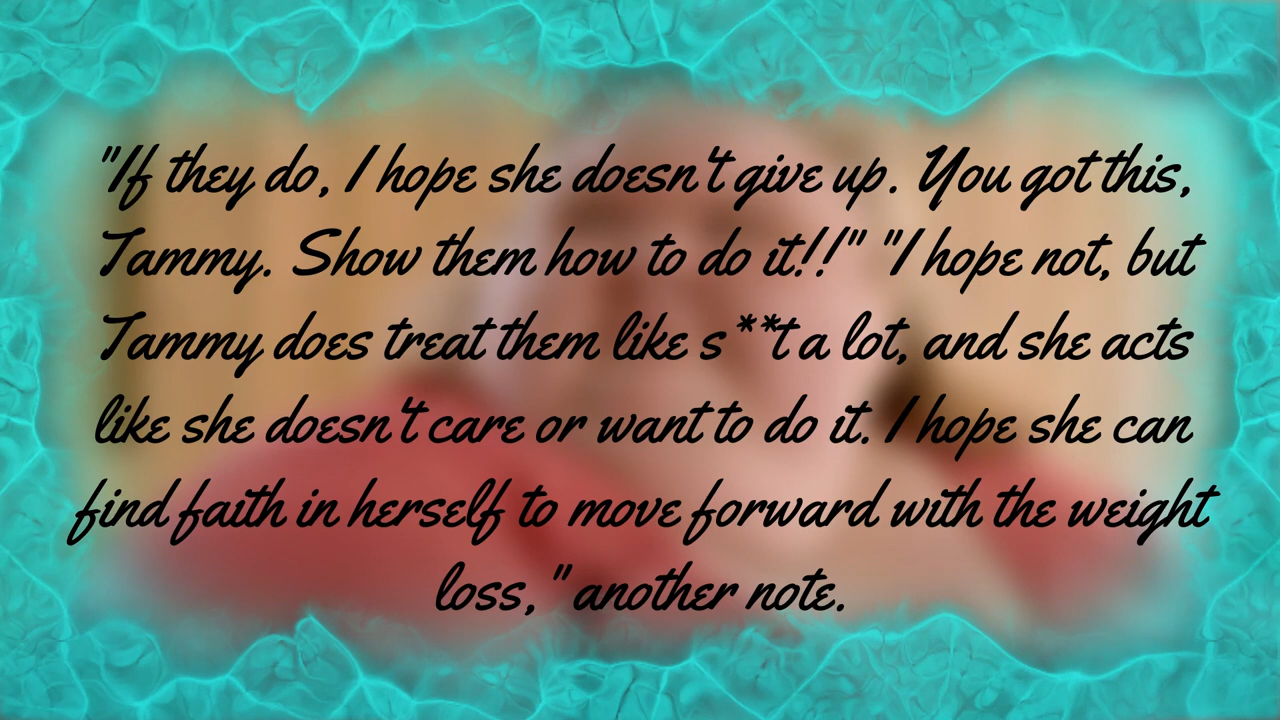 "If they do, I hope she doesn't give up. You got this,
Tammy. Show them how to do it!!" "I hope not, but
Tammy does treat them like s**t a lot, and she acts
like she doesn't care or want to do it. I hope she can
find faith in herself to move forward with the weight
loss," another note.